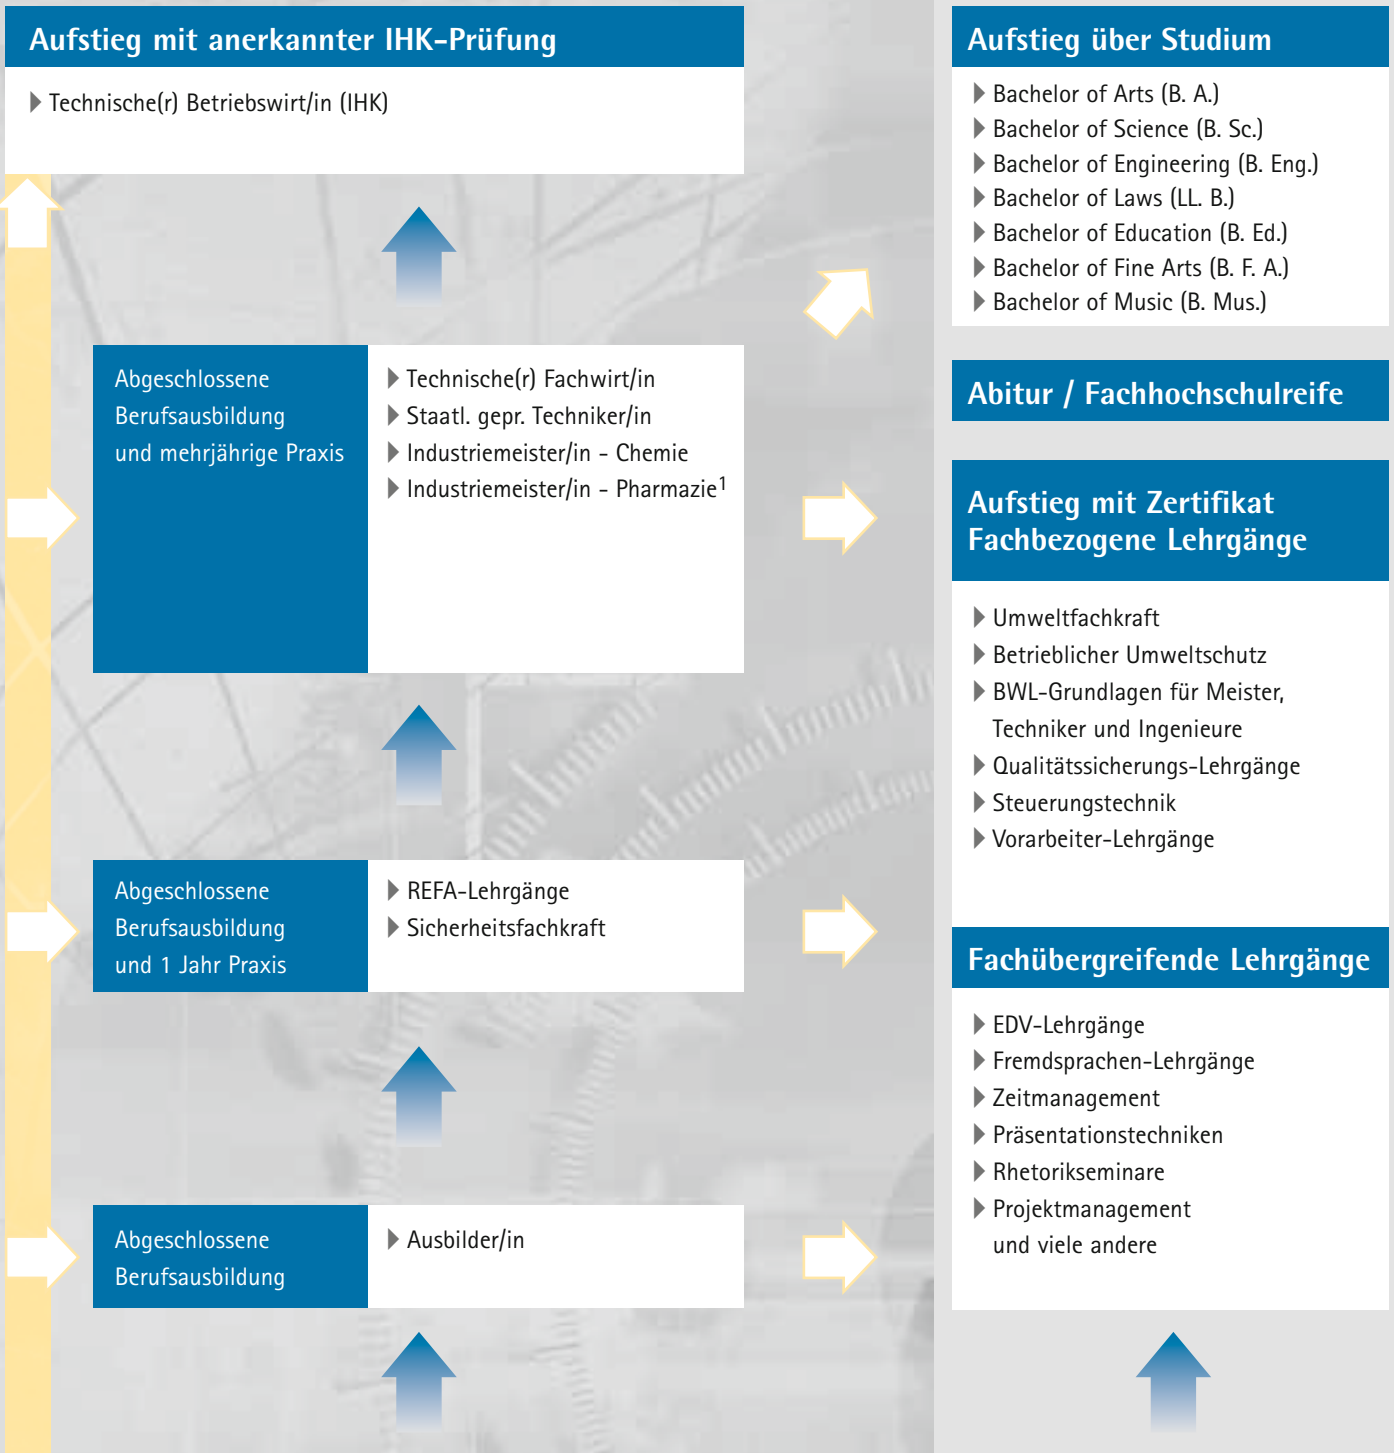 Aufstieg mit anerkannter IHK-Prüfung
Technische(r) Betriebswirt/in (IHK)
Abgeschlossene
Berufsausbildung
und mehrjährige Praxis
Technische(r) Fachwirt/in
Staatl. gepr. Techniker/in
Industriemeister/in - Chemie
Industriemeister/in - Pharmazie1
Abgeschlossene
Berufsausbildung
und 1 Jahr Praxis
REFA-Lehrgänge
Sicherheitsfachkraft
Abgeschlossene
Berufsausbildung
Ausbilder/in
Aufstieg über Studium
Bachelor of Arts (B. A.)
Bachelor of Science (B. Sc.)
Bachelor of Engineering (B. Eng.)
Bachelor of Laws (LL. B.)
Bachelor of Education (B. Ed.)
Bachelor of Fine Arts (B. F. A.)
Bachelor of Music (B. Mus.)
Abitur / Fachhochschulreife
Aufstieg mit Zertifikat
Fachbezogene Lehrgänge
Umweltfachkraft
Betrieblicher Umweltschutz
BWL-Grundlagen für Meister,
Techniker und Ingenieure
Qualitätssicherungs-Lehrgänge
Steuerungstechnik
Vorarbeiter-Lehrgänge
Fachübergreifende Lehrgänge
EDV-Lehrgänge
Fremdsprachen-Lehrgänge
Zeitmanagement
Präsentationstechniken
Rhetorikseminare
Projektmanagement
und viele andere